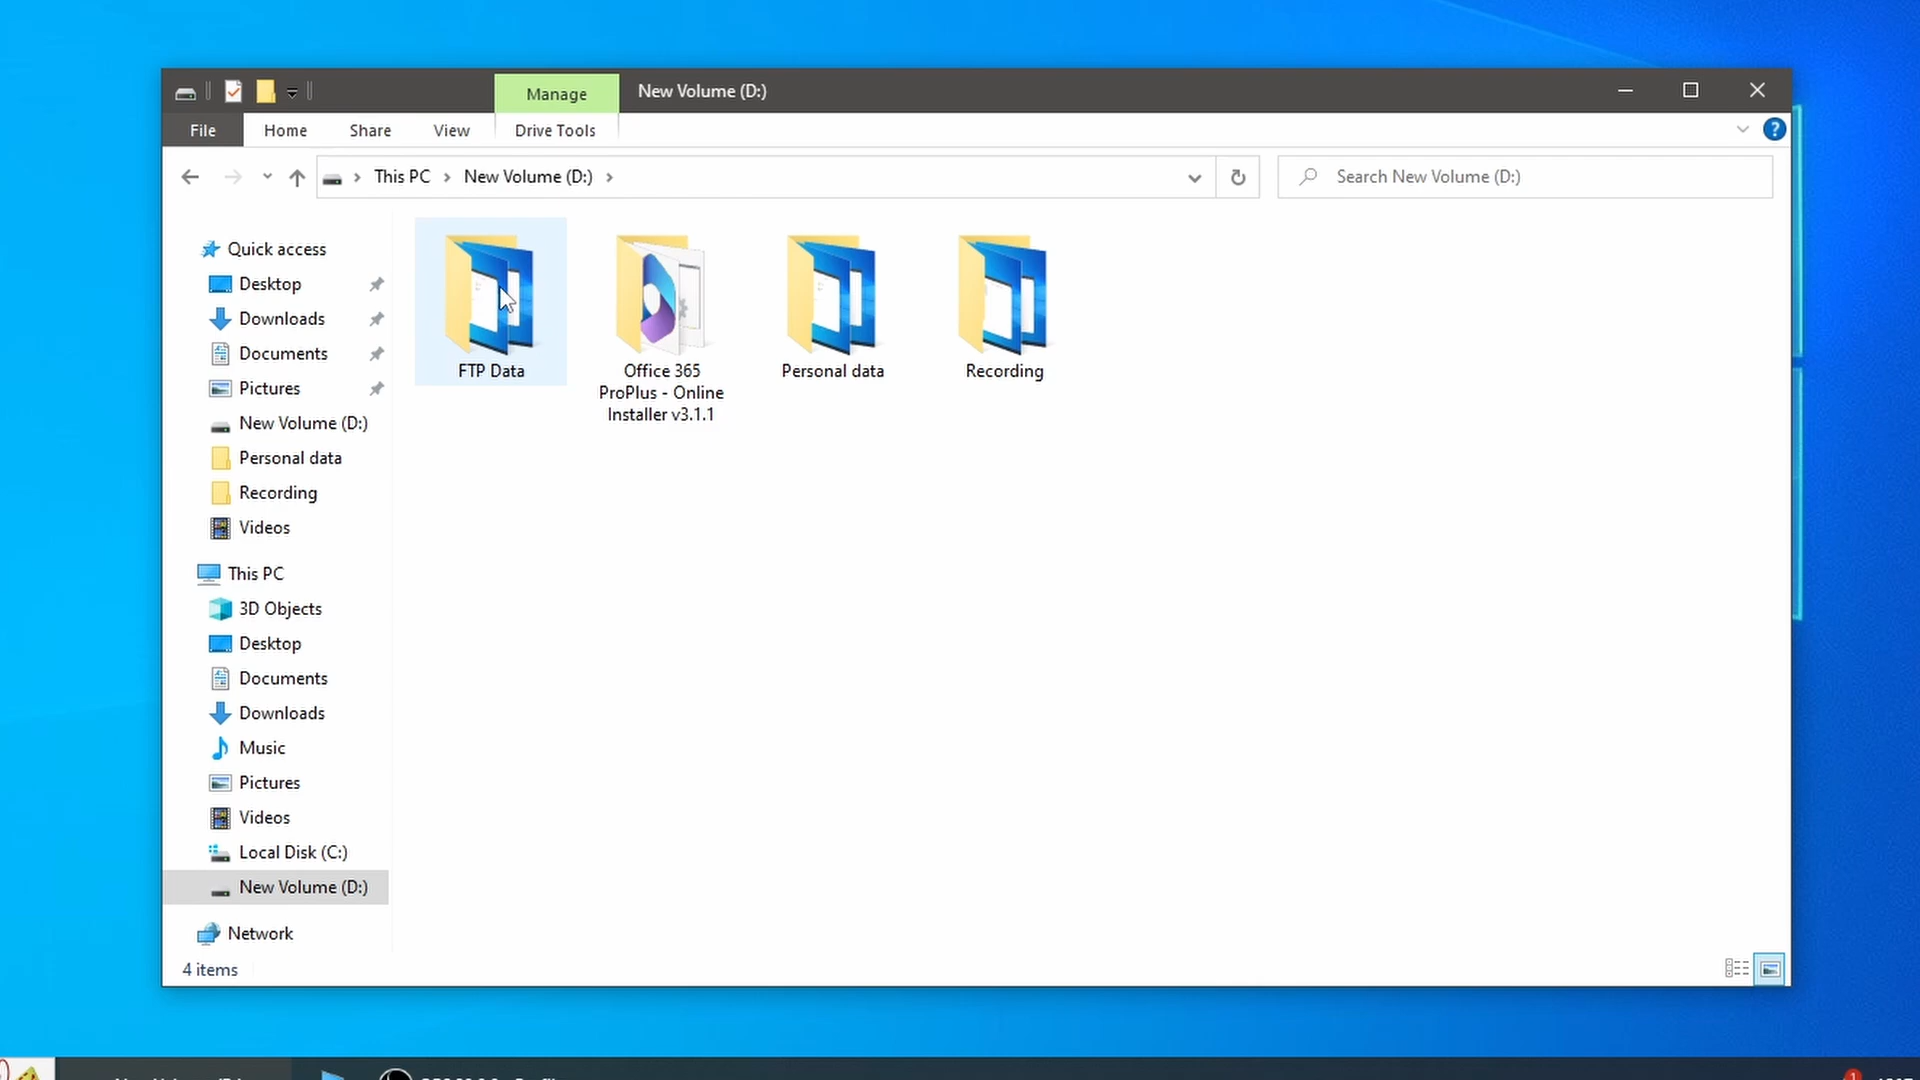 Manage
New Volume (D:)
File
Home
Share
View
Drive Tools
?
This PC
New Volume (D:)
Search New Volume (D:)
Quick access
Desktop
Downloads
Documents
Pictures
New Volume (D:)
Personal data
Recording
Videos
This PC
3D Objects
Desktop
Documents
Downloads
Music
Pictures
Videos
Local Disk (C:)
New Volume (D:)
Network
FTP Data
Office 365
ProPlus - Online
Installer v3.1.1
Personal data
Recording
4 items
1